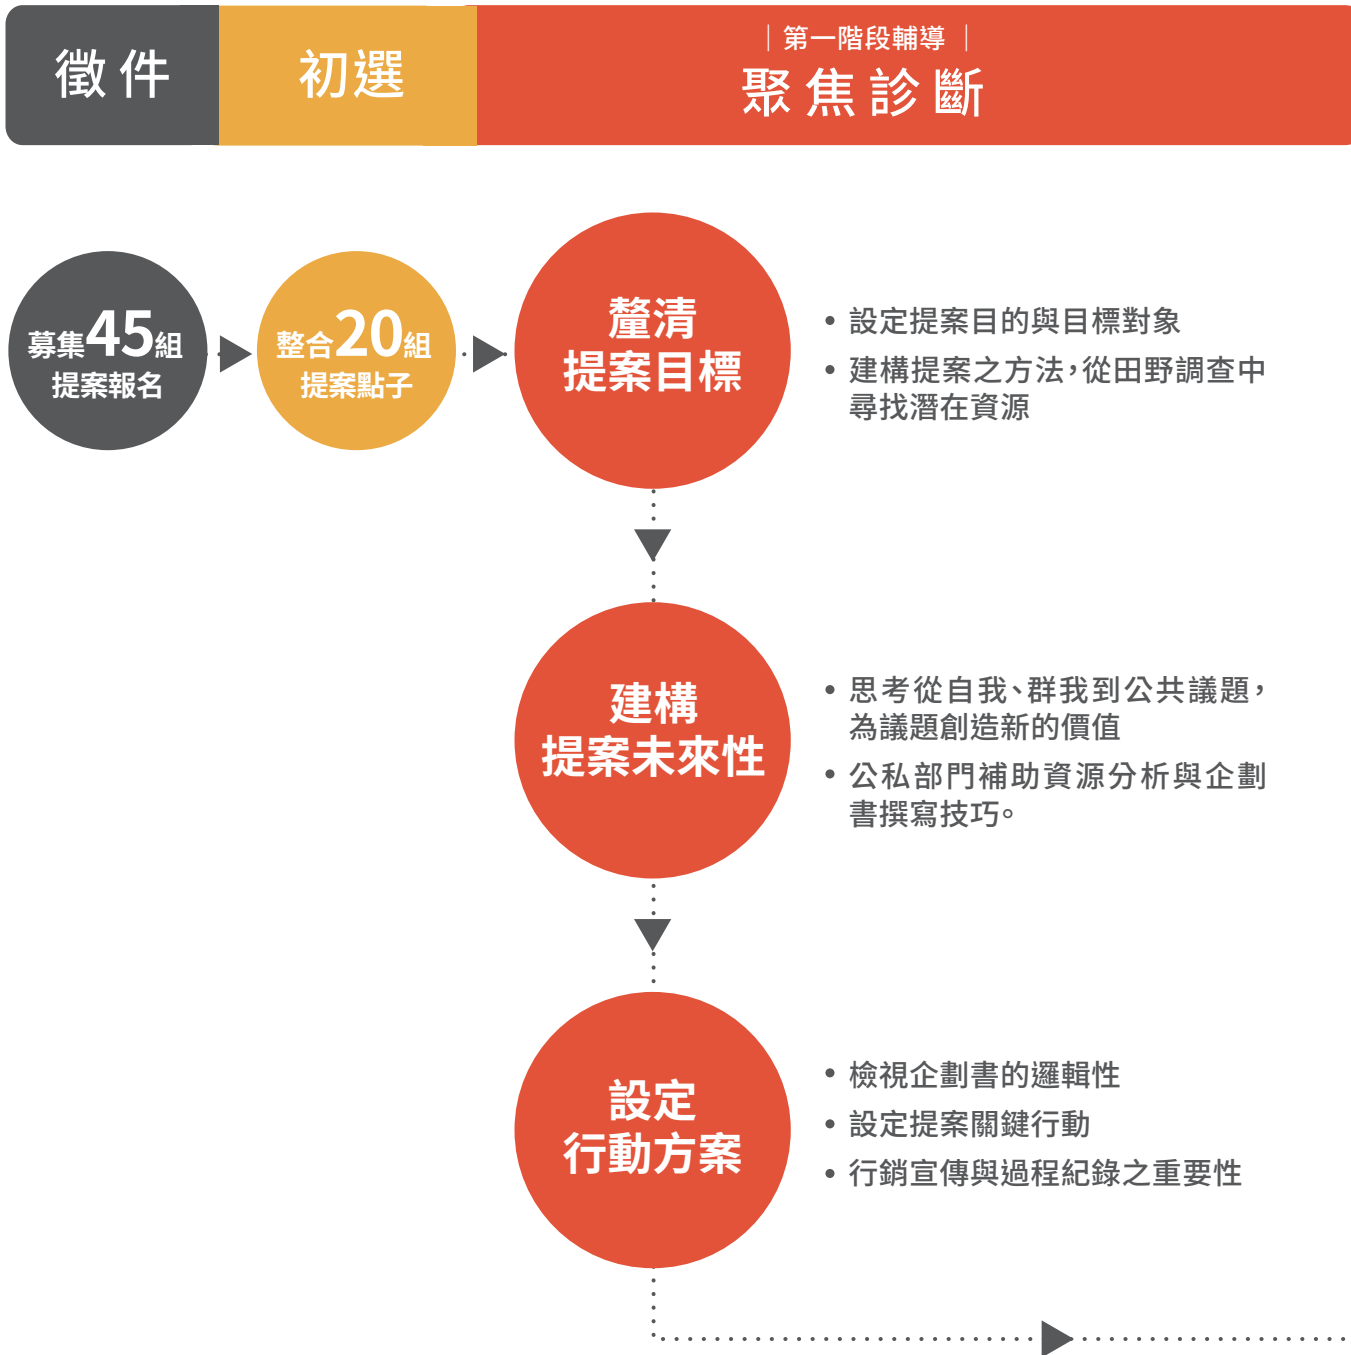 徵件
初選
｜第一階段輔導｜
聚焦診斷
募集45組
提案報名
整合20組
提案點子
釐清
提案目標
• 設定提案目的與目標對象
• 建構提案之方法，從田野調查中
尋找潛在資源
建構
提案未來性
• 思考從自我、群我到公共議題，
為議題創造新的價值
• 公私部門補助資源分析與企劃
書撰寫技巧。
設定
行動方案
• 檢視企劃書的邏輯性
• 設定提案關鍵行動
• 行銷宣傳與過程紀錄之重要性